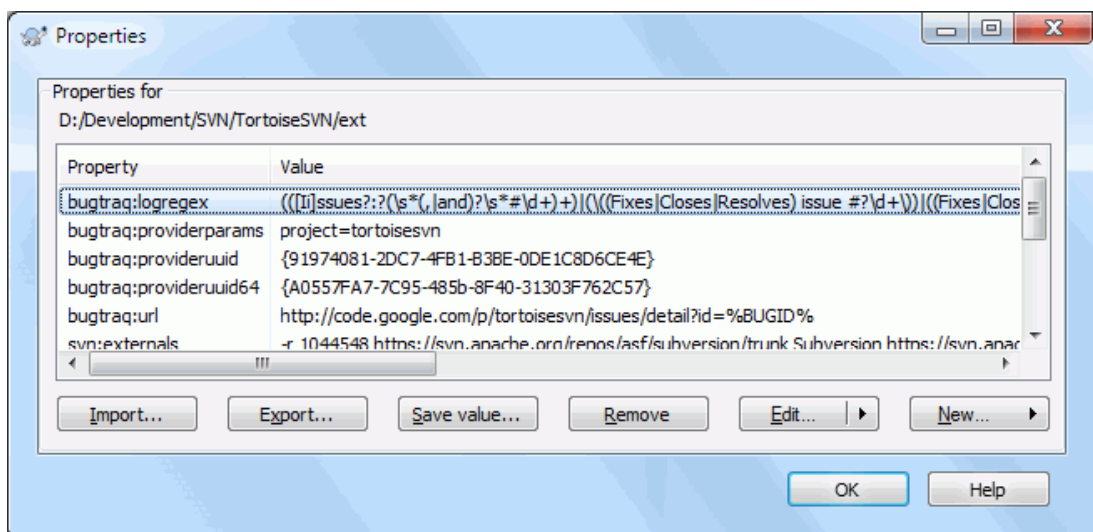 Properties
Properties for
D:/Development/SVN/TortoiseSVN/ext
Property Value
bugtraq:logregex (([Ii]ssues?:?(\s*(,|and)?\s*#\d+)+)|(\((Fixes|Closes|Resolves) issue #?\d+\))|((Fixes|Clos
bugtraq:providerparams project=tortoisesvn
bugtraq:provideruuid {91974081-2DC7-4FB1-B3BE-0DE1C8D6CE4E}
bugtraq:provideruuid64 {A0557FA7-7C95-485b-8F40-31303F762C57}
bugtraq:url http://code.google.com/p/tortoisesvn/issues/detail?id=%BUGID%
svn:externals -r 1044548 https://svn.apache.org/repos/asf/subversion/trunk Subversion https://svn.apac
Import... Export... Save value... Remove Edit... New...
OK Help